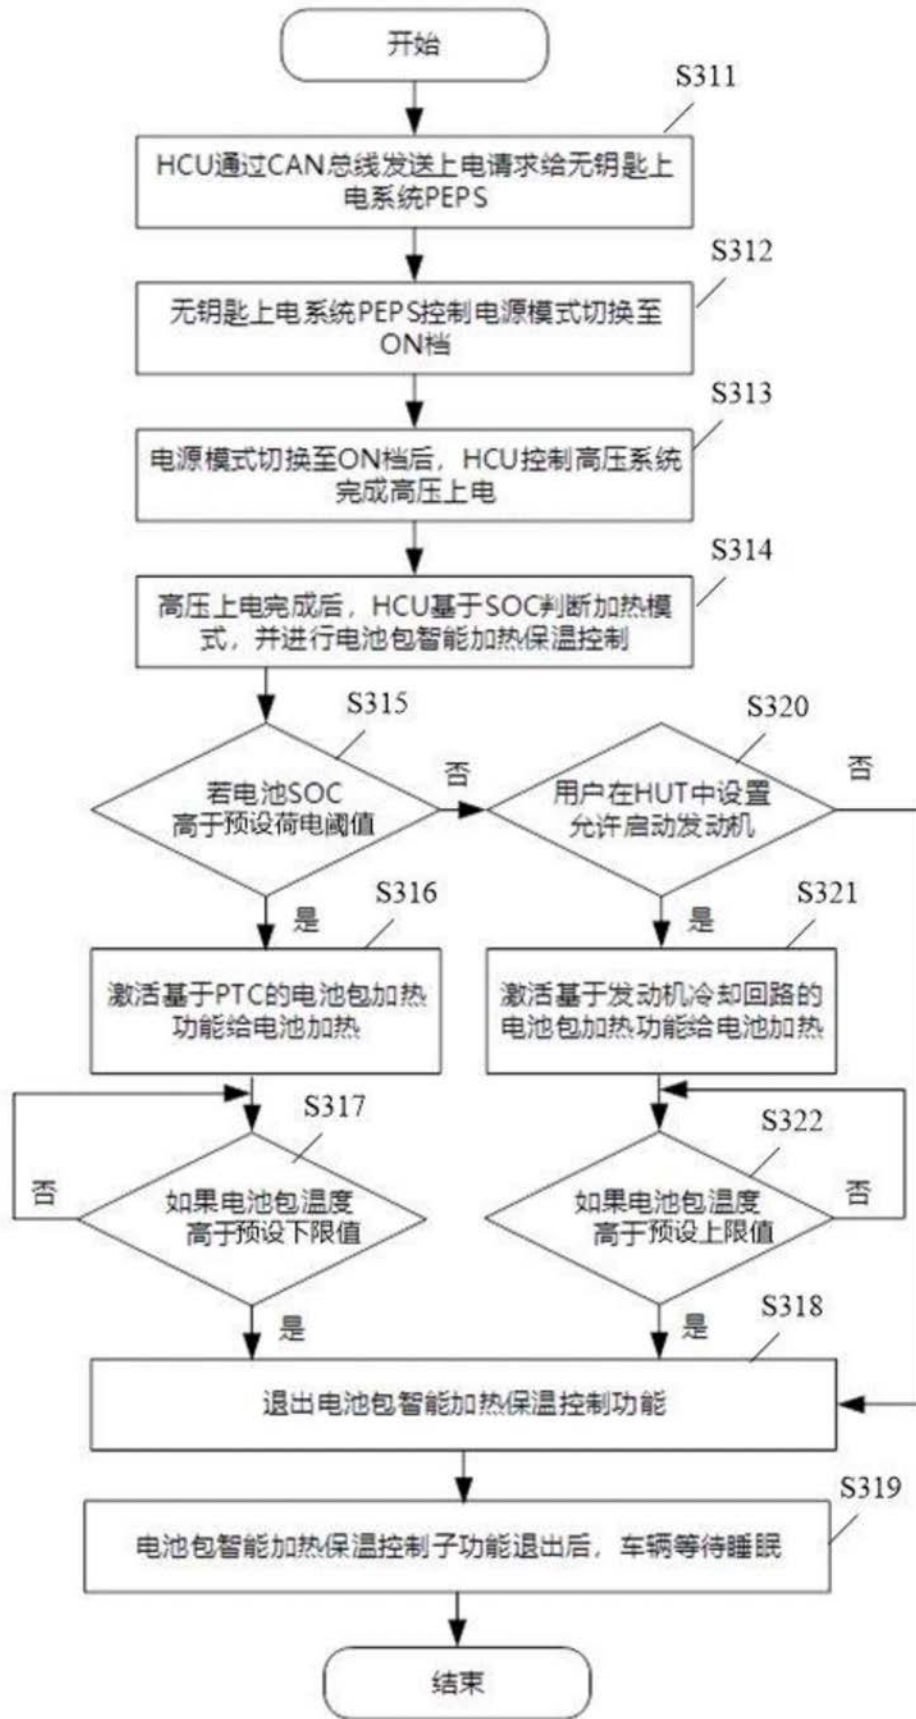 开始
S311
HCU通过CAN总线发送上电请求给无钥匙上
电系统PEPS
S312
无钥匙上电系统PEPS控制电源模式切换至
ON档
S313
电源模式切换至ON档后，HCU控制高压系统
完成高压上电
S314
高压上电完成后，HCU基于SOC判断加热模
式，并进行电池包智能加热保温控制
S315
若电池SOC
高于预设荷电阈值
否
S320
用户在HUT中设置
允许启动发动机
否
是
S316
激活基于PTC的电池包加热
功能给电池加热
是
S321
激活基于发动机冷却回路的
电池包加热功能给电池加热
S317
如果电池包温度
高于预设下限值
否
是
S322
如果电池包温度
高于预设上限值
否
是
S318
退出电池包智能加热保温控制功能
S319
电池包智能加热保温控制子功能退出后，车辆等待睡眠
结束